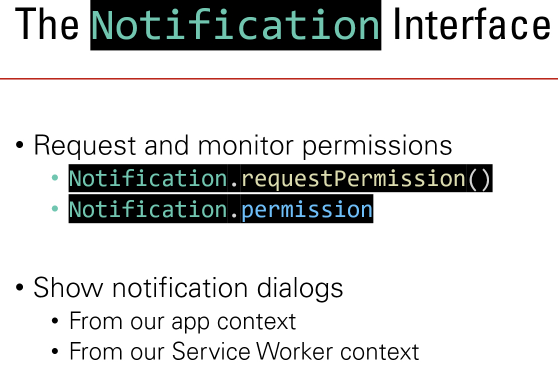 The Notification Interface
• Request and monitor permissions
• Notification.requestPermission()
• Notification.permission
• Show notification dialogs
• From our app context
• From our Service Worker context